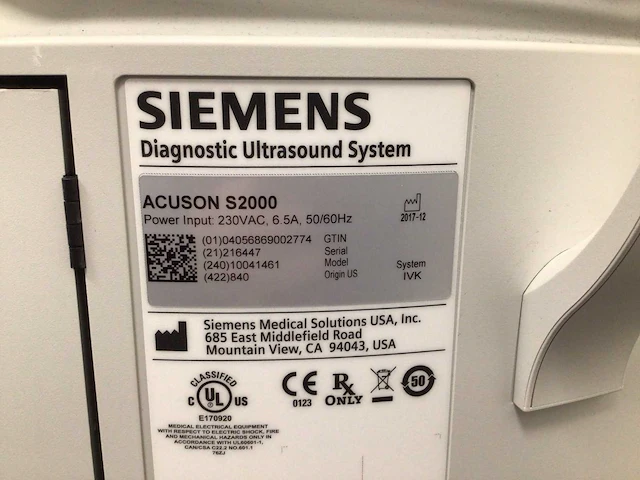 SIEMENS
Diagnostic Ultrasound System
ACUSON S2000
Power Input: 230VAC, 6.5A, 50/60Hz
2017-12
(01)04056869002774 GTIN
(21)216447 Serial
(240)10041461 Model System
(422)840 Origin US IVK
Siemens Medical Solutions USA, Inc.
685 East Middlefield Road
Mountain View, CA 94043, USA
CLASSIFIED
C UL US
E170920
CE
0123
Rx
ONLY
50
MEDICAL ELECTRICAL EQUIPMENT
WITH RESPECT TO ELECTRIC SHOCK, FIRE
AND MECHANICAL HAZARDS ONLY IN
ACCORDANCE WITH UL60601-1,
CAN/CSA C22.2 NO.601.1
76ZJ